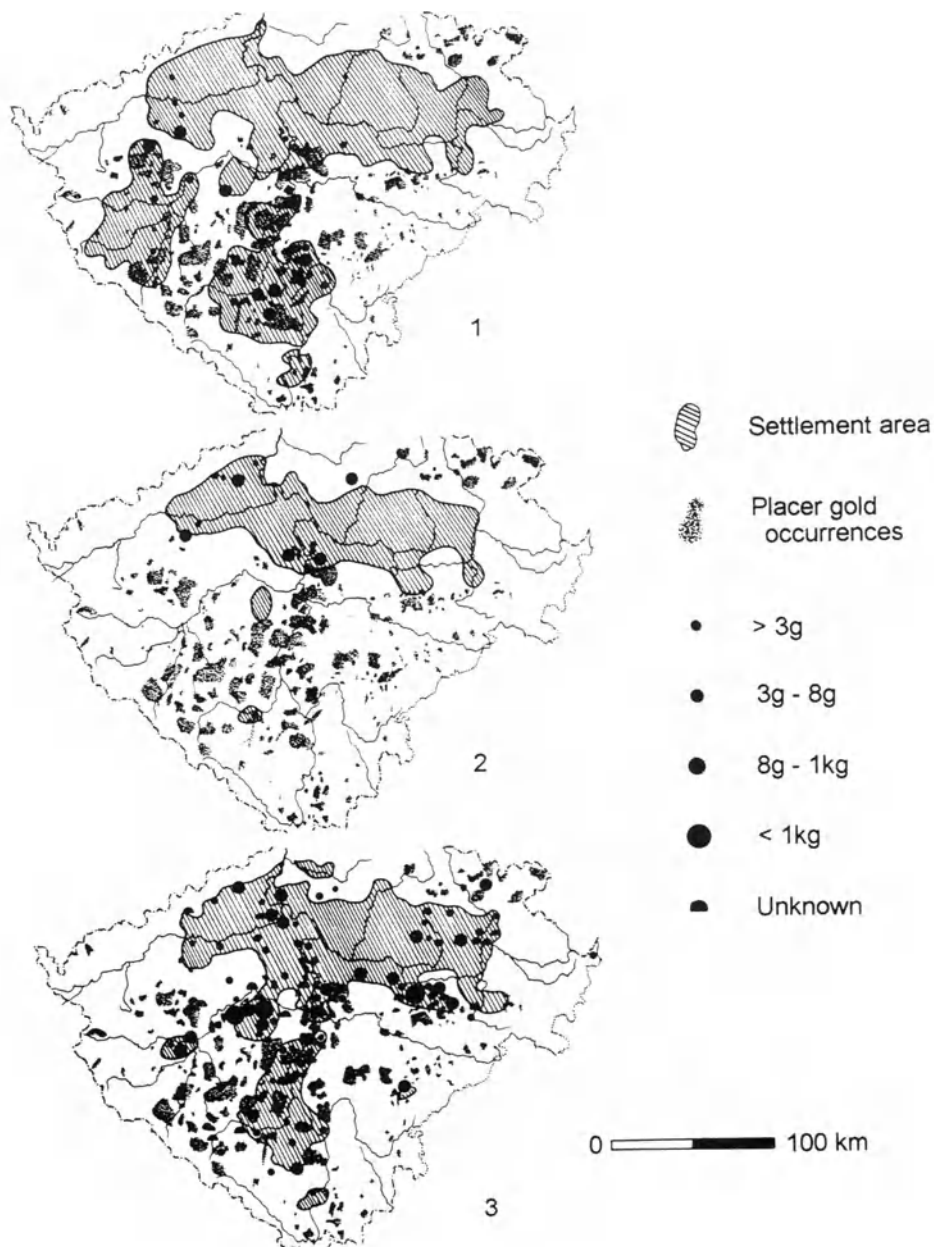 1
Settlement area
Placer gold
occurrences
> 3g
3g - 8g
8g - 1kg
< 1kg
Unknown
2
0 100 km
3